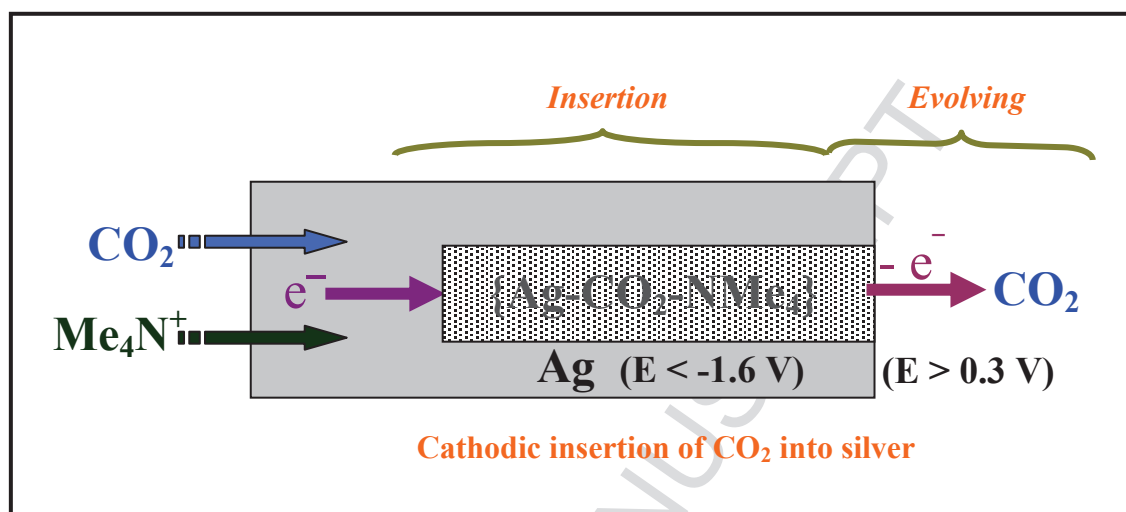 Insertion Evolving
CO₂
e⁻
Me₄N⁺
{Ag-CO₂-NMe₄}
- e⁻
CO₂
Ag (E < -1.6 V) (E > 0.3 V)
Cathodic insertion of CO₂ into silver